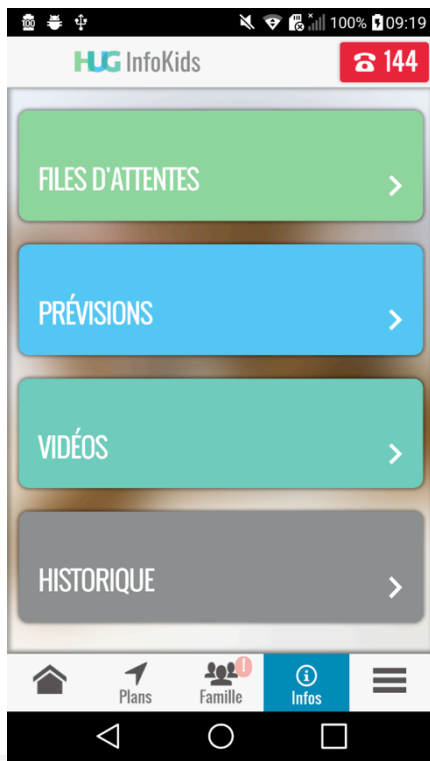 100% 09:19
HUG InfoKids
144
FILES D'ATTENTES
PRÉVISIONS
VIDÉOS
HISTORIQUE
Plans
Famille
Infos